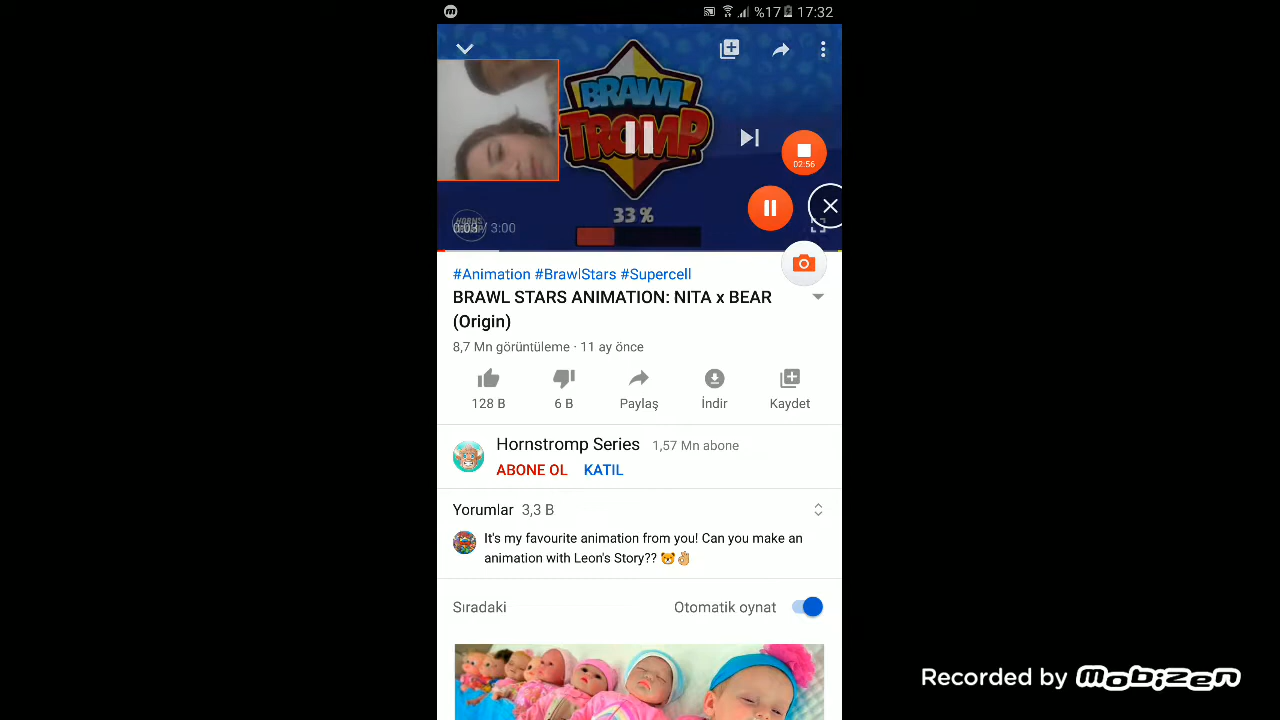 %17 17:32
BRAWL
TROMP
02:56
33 %
0:03 / 3:00
#Animation #BrawlStars #Supercell
BRAWL STARS ANIMATION: NITA x BEAR
(Origin)
8,7 Mn görüntüleme · 11 ay önce
128 B 6 B Paylaş İndir Kaydet
Hornstromp Series 1,57 Mn abone
ABONE OL KATIL
Yorumlar 3,3 B
It's my favourite animation from you! Can you make an
animation with Leon's Story?? 🐻👌🏼
Sıradaki Otomatik oynat
Recorded by mobizen